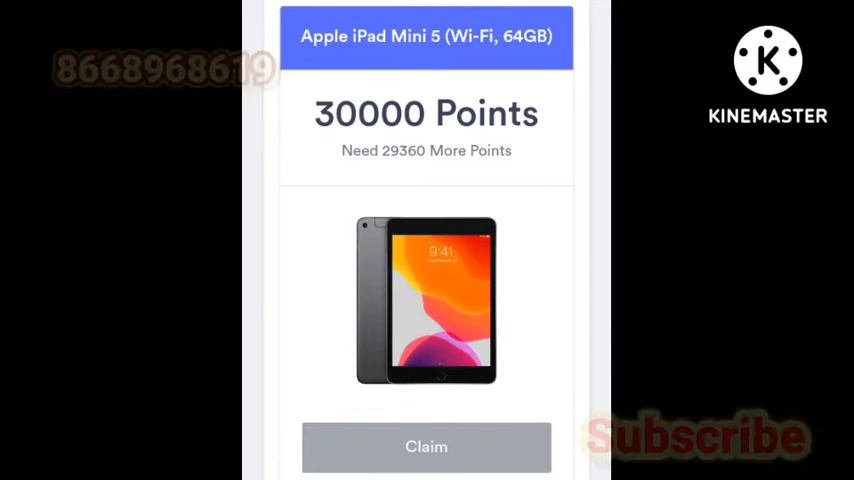 Apple iPad Mini 5 (Wi-Fi, 64GB)
8668968619
K
KINEMASTER
30000 Points
Need 29360 More Points
9:41
Claim
Subscribe